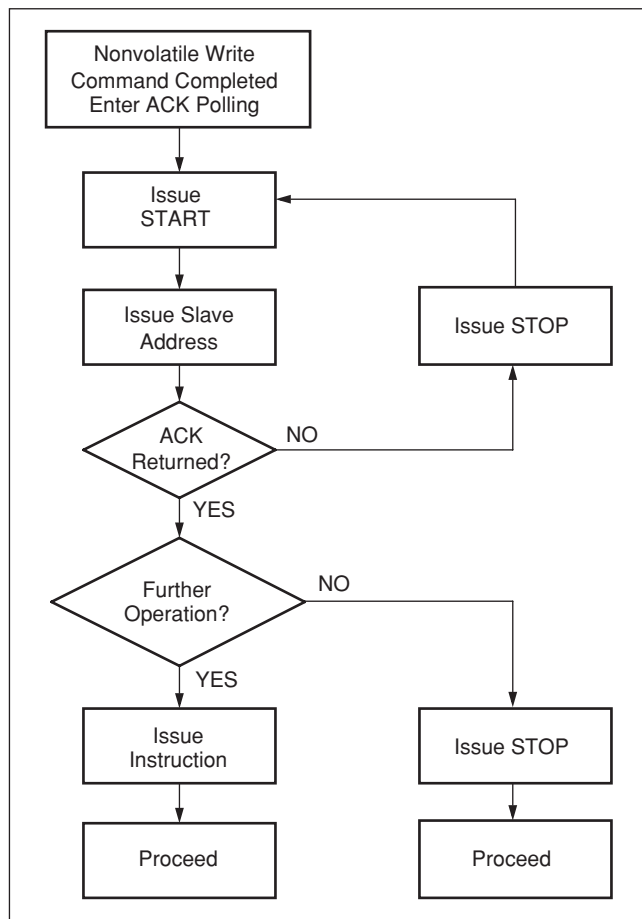 Nonvolatile Write
Command Completed
Enter ACK Polling
Issue
START
Issue Slave
Address
Issue STOP
ACK
Returned?
NO
YES
Further
Operation?
NO
YES
Issue
Instruction
Issue STOP
Proceed
Proceed